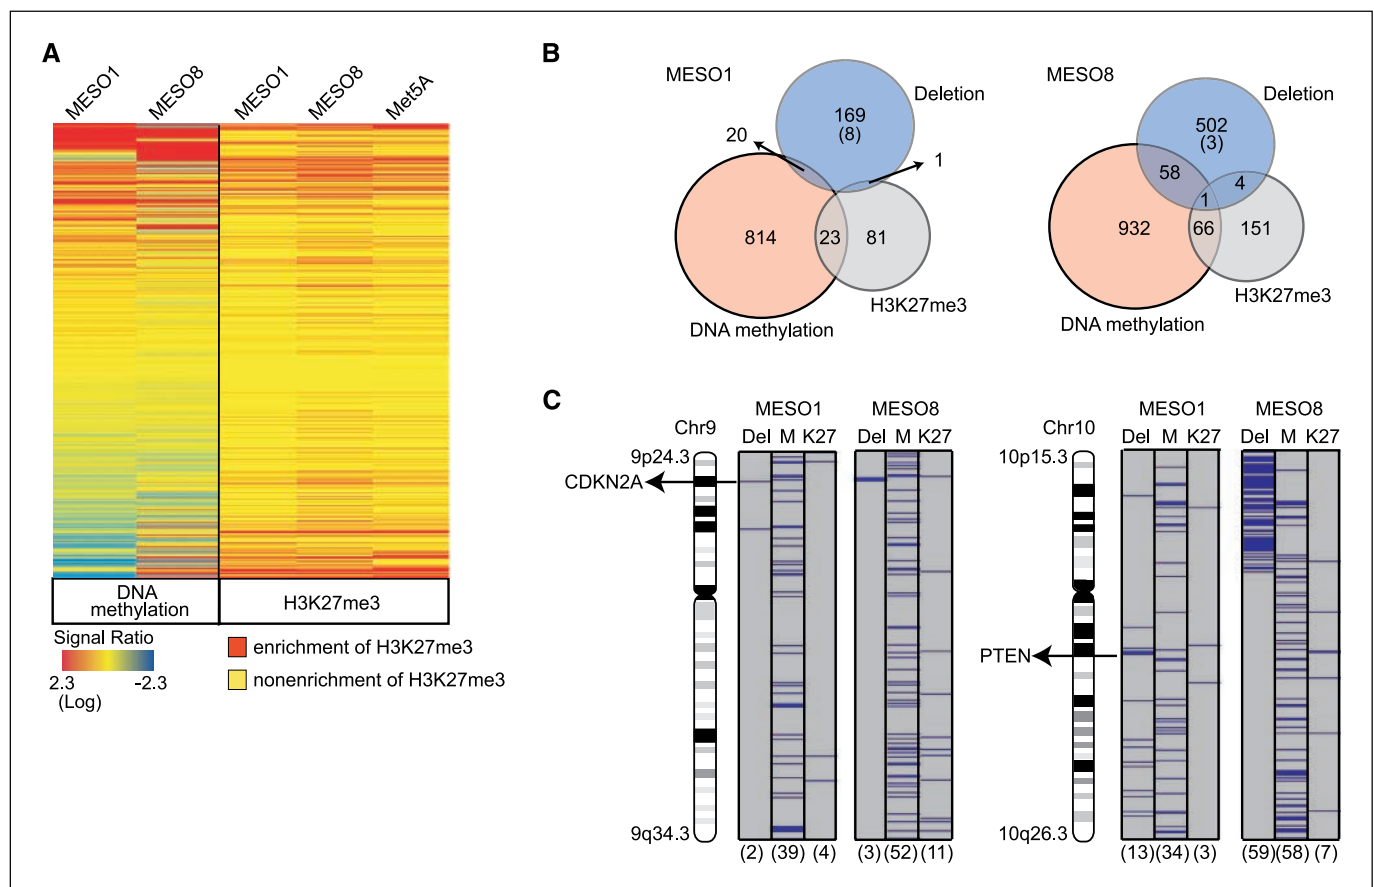 A
MESO1 MESO8 MESO1 MESO8 Met5A
DNA methylation
H3K27me3
Signal Ratio
2.3 -2.3
(Log)
enrichment of H3K27me3
nonenrichment of H3K27me3
B
MESO1
Deletion
169
(8)
20
1
814
23
81
H3K27me3
DNA methylation
MESO8
Deletion
502
(3)
58
4
1
932
66
151
H3K27me3
DNA methylation
C
MESO1 MESO8
Chr9 Del M K27 Del M K27
9p24.3
CDKN2A
9q34.3
(2) (39) (4) (3) (52) (11)
MESO1 MESO8
Chr10 Del M K27 Del M K27
10p15.3
PTEN
10q26.3
(13) (34) (3) (59) (58) (7)